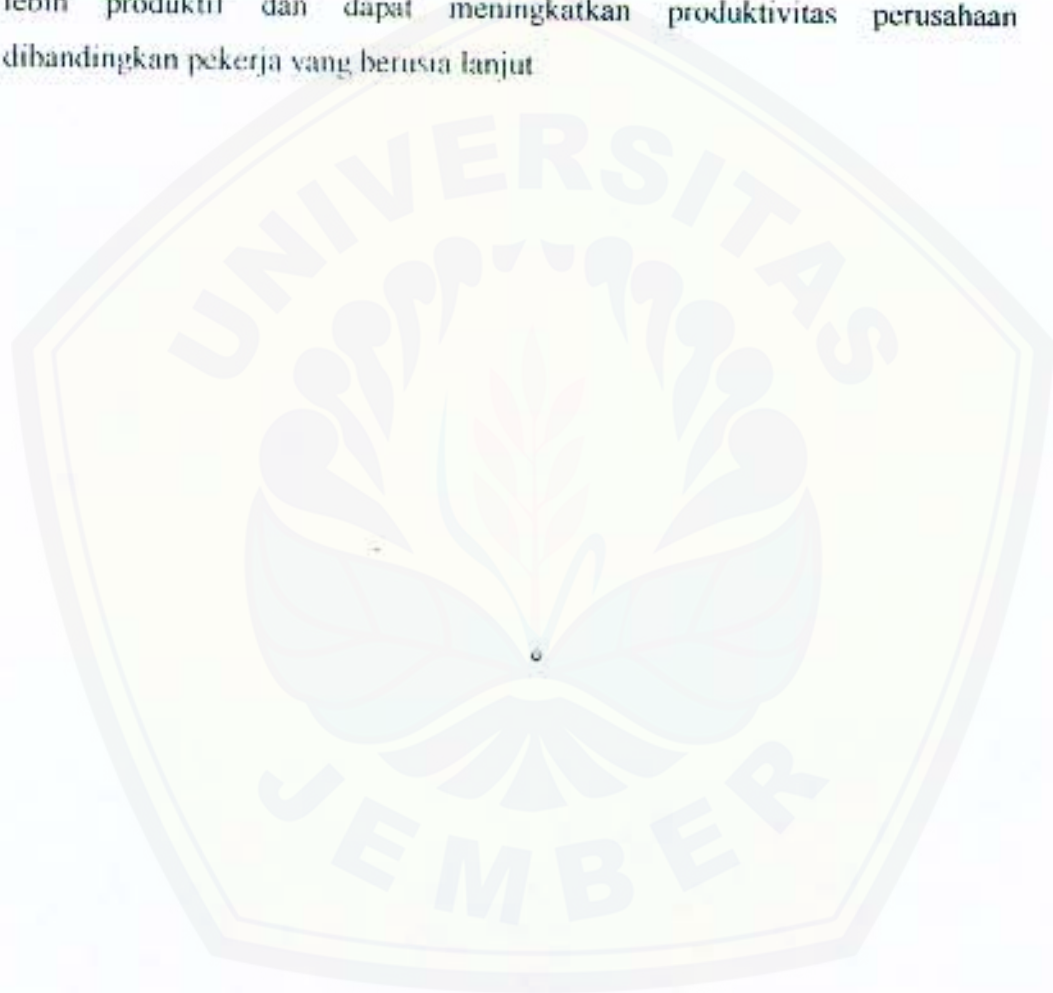 lebih produktif dan dapat meningkatkan produktivitas perusahaan
dibandingkan pekerja yang berusia lanjut
UNIVERSITAS
JEMBER